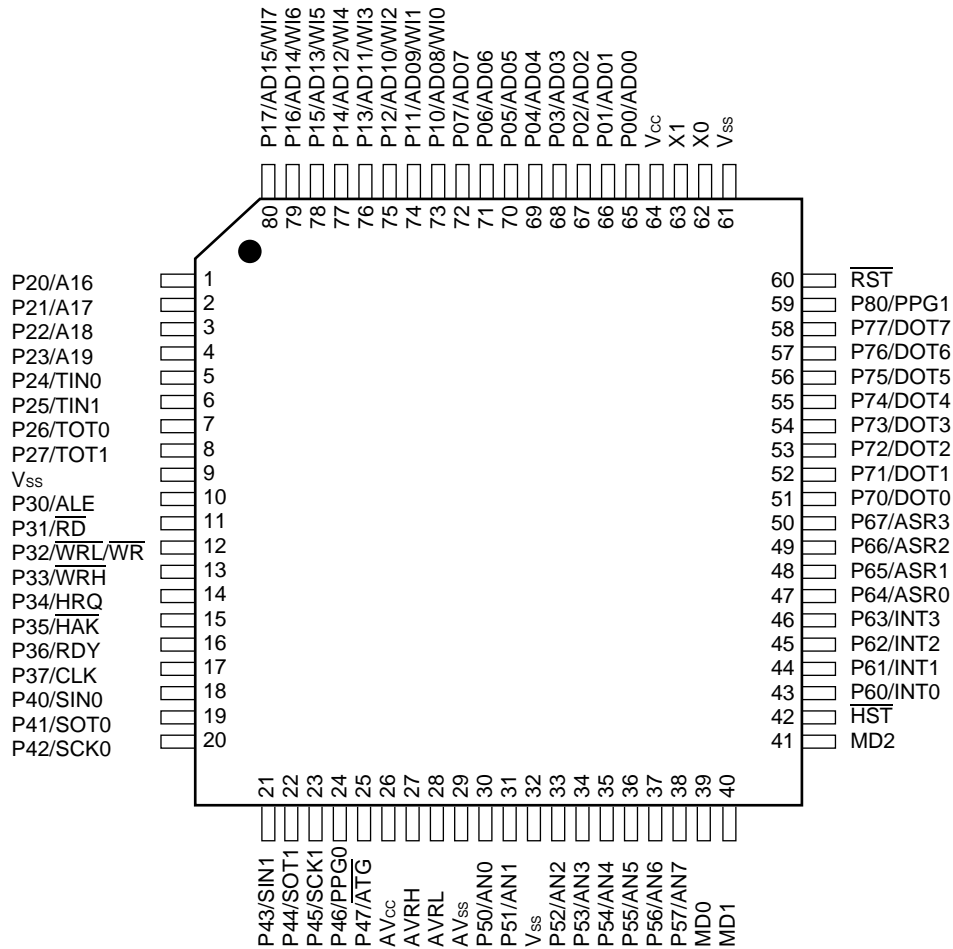 P17/AD15/WI7
P16/AD14/WI6
P15/AD13/WI5
P14/AD12/WI4
P13/AD11/WI3
P12/AD10/WI2
P11/AD09/WI1
P10/AD08/WI0
P07/AD07
P06/AD06
P05/AD05
P04/AD04
P03/AD03
P02/AD02
P01/AD01
P00/AD00
Vcc
X1
X0
Vss
80
79
78
77
76
75
74
73
72
71
70
69
68
67
66
65
64
63
62
61
P20/A16 1
P21/A17 2
P22/A18 3
P23/A19 4
P24/TIN0 5
P25/TIN1 6
P26/TOT0 7
P27/TOT1 8
Vss 9
P30/ALE 10
P31/R̅D̅ 11
P32/W̅R̅L̅/W̅R̅ 12
P33/W̅R̅H̅ 13
P34/HRQ 14
P35/H̅A̅K̅ 15
P36/RDY 16
P37/CLK 17
P40/SIN0 18
P41/SOT0 19
P42/SCK0 20
60 R̅S̅T̅
59 P80/PPG1
58 P77/DOT7
57 P76/DOT6
56 P75/DOT5
55 P74/DOT4
54 P73/DOT3
53 P72/DOT2
52 P71/DOT1
51 P70/DOT0
50 P67/ASR3
49 P66/ASR2
48 P65/ASR1
47 P64/ASR0
46 P63/INT3
45 P62/INT2
44 P61/INT1
43 P60/INT0
42 H̅S̅T̅
41 MD2
21
22
23
24
25
26
27
28
29
30
31
32
33
34
35
36
37
38
39
40
P43/SIN1
P44/SOT1
P45/SCK1
P46/PPG0
P47/A̅T̅G̅
AVcc
AVRH
AVRL
AVss
P50/AN0
P51/AN1
Vss
P52/AN2
P53/AN3
P54/AN4
P55/AN5
P56/AN6
P57/AN7
MD0
MD1